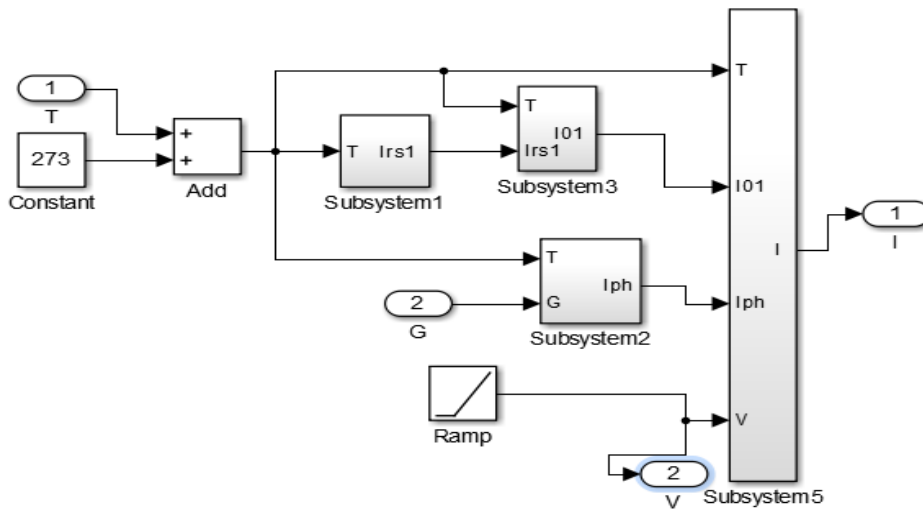 1
T
+
+
273
Constant
Add
T
Irs1
Subsystem1
T
Irs1
I01
Subsystem3
T
G
Iph
Subsystem2
2
G
Ramp
2
V
T
I01
Iph
V
I
Subsystem5
1
I